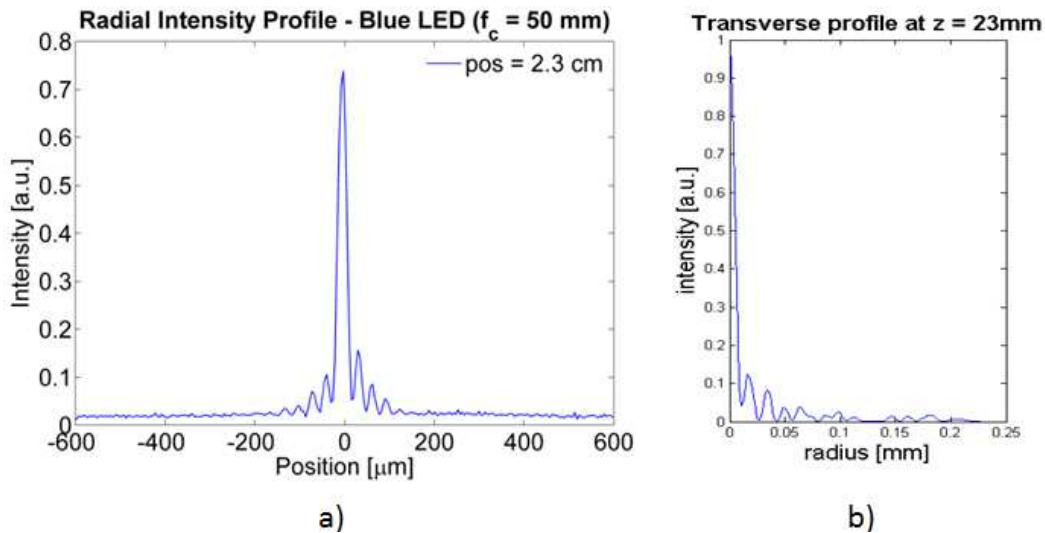 Radial Intensity Profile - Blue LED (f_c = 50 mm)
0.8
0.7
0.6
0.5
0.4
0.3
0.2
0.1
0
Intensity [a.u.]
pos = 2.3 cm
-600 -400 -200 0 200 400 600
Position [μm]
a)
Transverse profile at z = 23mm
1
0.9
0.8
0.7
0.6
0.5
0.4
0.3
0.2
0.1
0
intensity [a.u.]
0 0.05 0.1 0.15 0.2 0.25
radius [mm]
b)